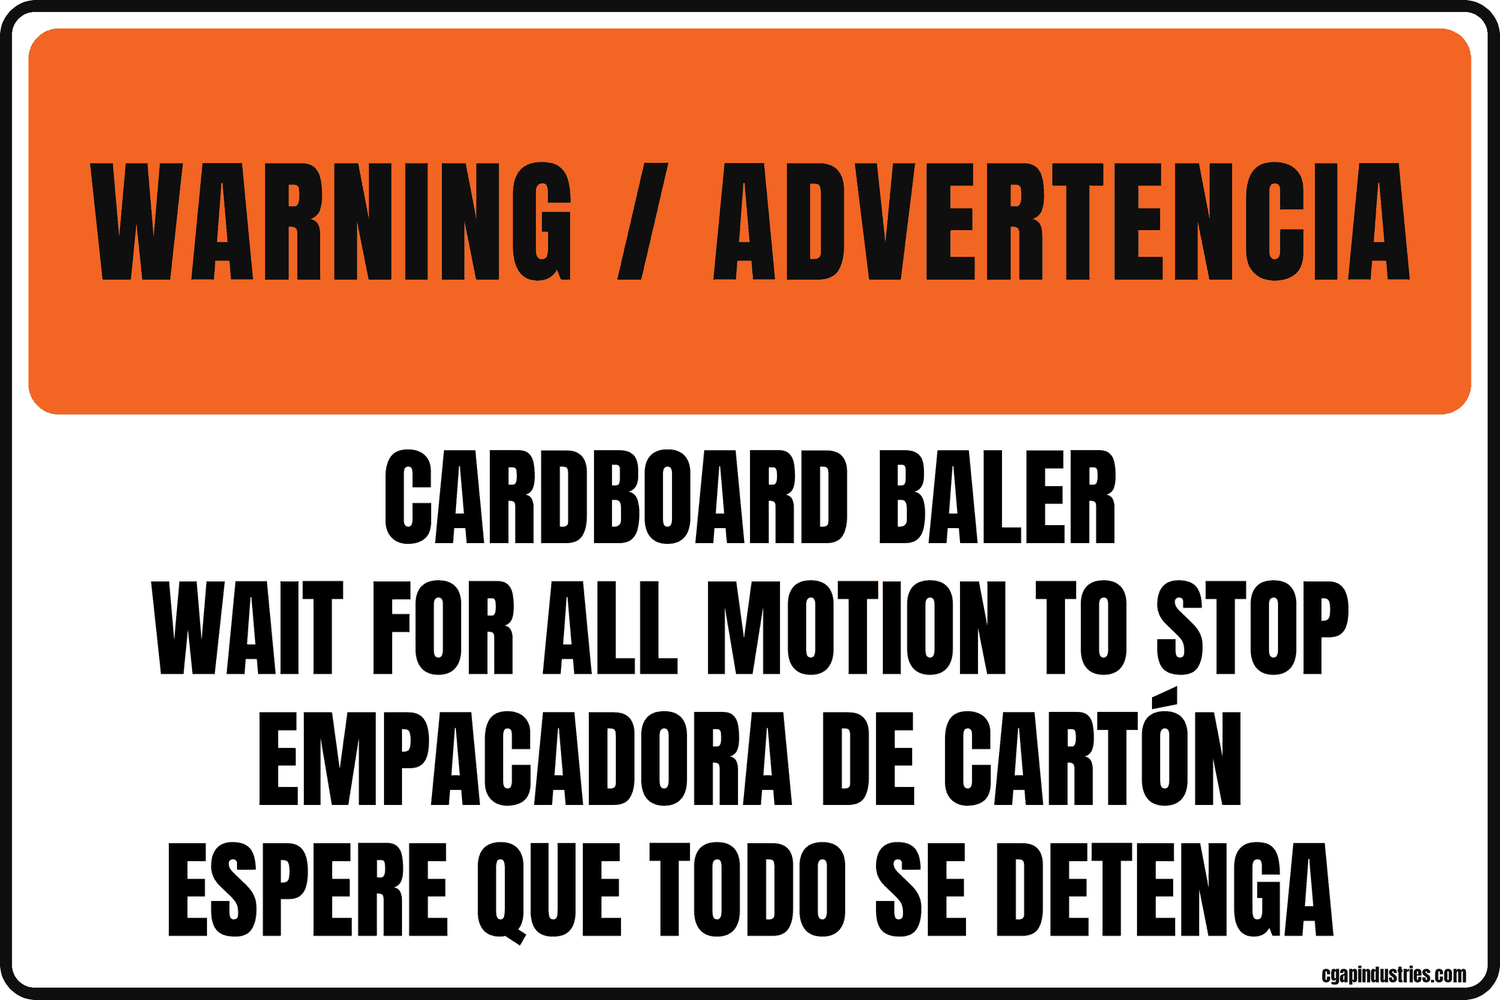 WARNING / ADVERTENCIA
CARDBOARD BALER
WAIT FOR ALL MOTION TO STOP
EMPACADORA DE CARTÓN
ESPERE QUE TODO SE DETENGA
cgapindustries.com